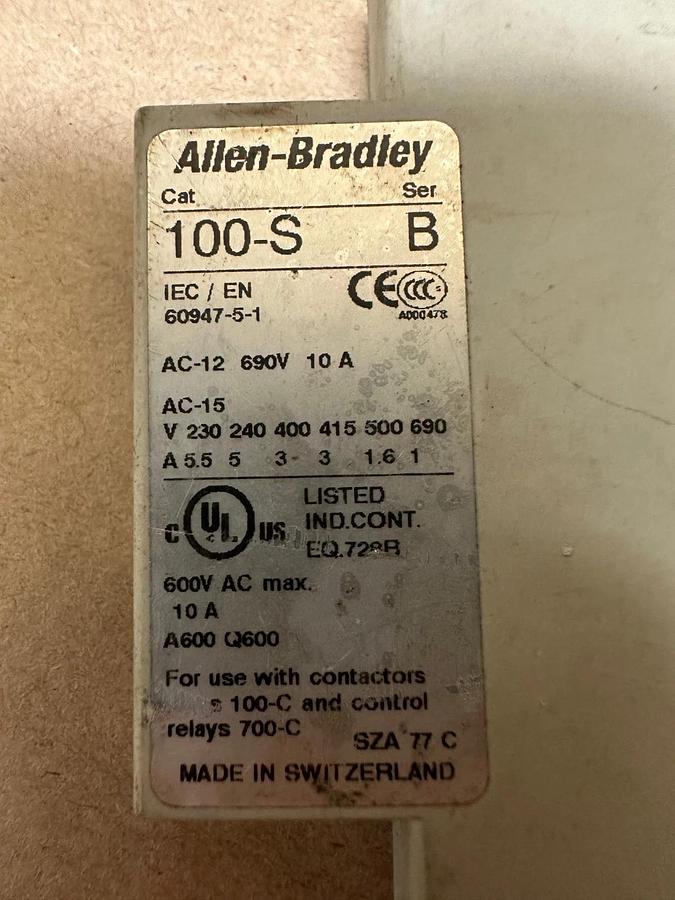 Allen-Bradley
Cat Ser
100-S B
IEC / EN CE CCC S
60947-5-1 A000478
AC-12 690V 10 A
AC-15
V 230 240 400 415 500 690
A 5.5 5 3 3 1.6 1
C UL US LISTED
IND.CONT.
EQ.
600V AC max.
10 A
A600 Q600
For use with contactors
100-C and control
relays 700-C
SZA 77 C
MADE IN SWITZERLAND